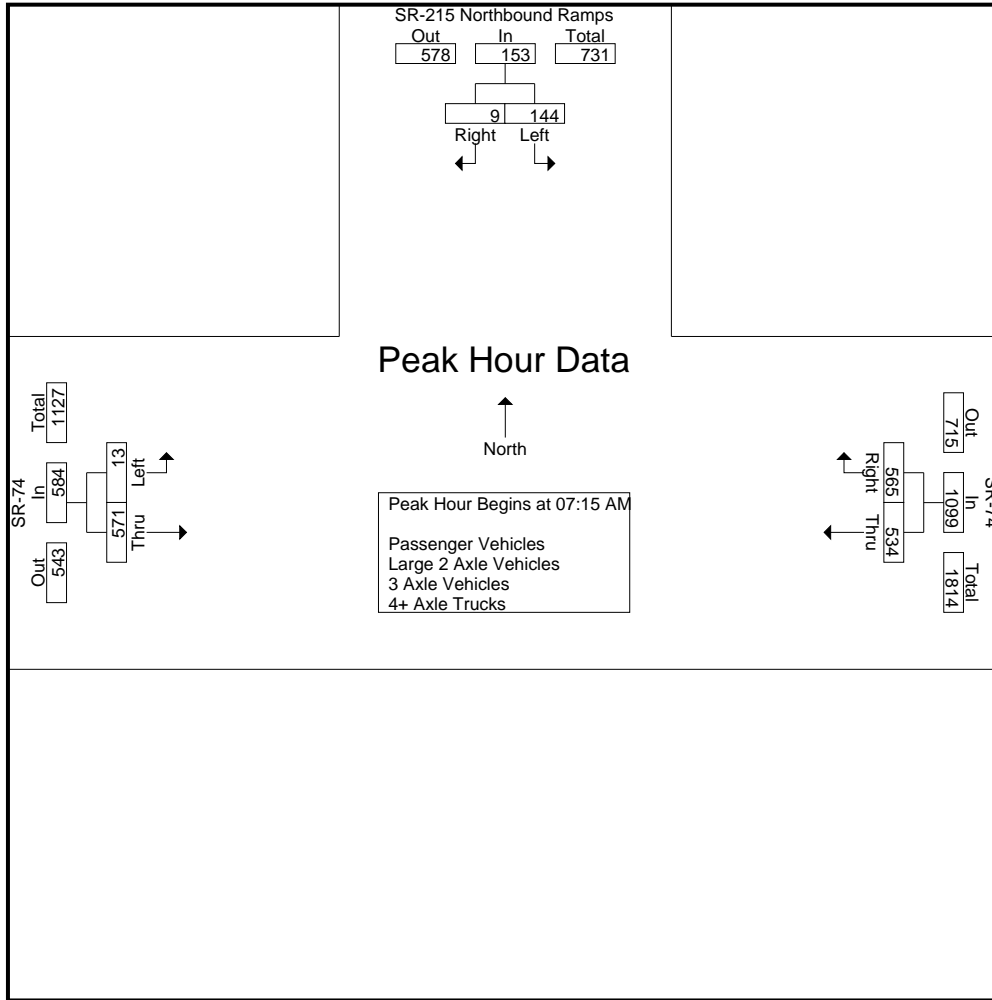 SR-215 Northbound Ramps
Out In Total
578 153 731
9 144
Right Left
Peak Hour Data
North
Peak Hour Begins at 07:15 AM
Passenger Vehicles
Large 2 Axle Vehicles
3 Axle Vehicles
4+ Axle Trucks
SR-74
Out In Total
543 584 1127
13 571
Left Thru
SR-74
Out In Total
715 1099 1814
565 534
Right Thru